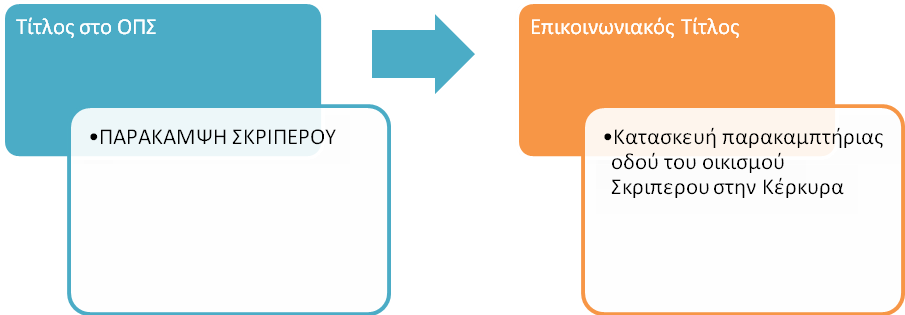 Τίτλος στο ΟΠΣ
•ΠΑΡΑΚΑΜΨΗ ΣΚΡΙΠΕΡΟΥ
Επικοινωνιακός Τίτλος
•Κατασκευή παρακαμπτήριας
οδού του οικισμού
Σκριπερου στην Κέρκυρα